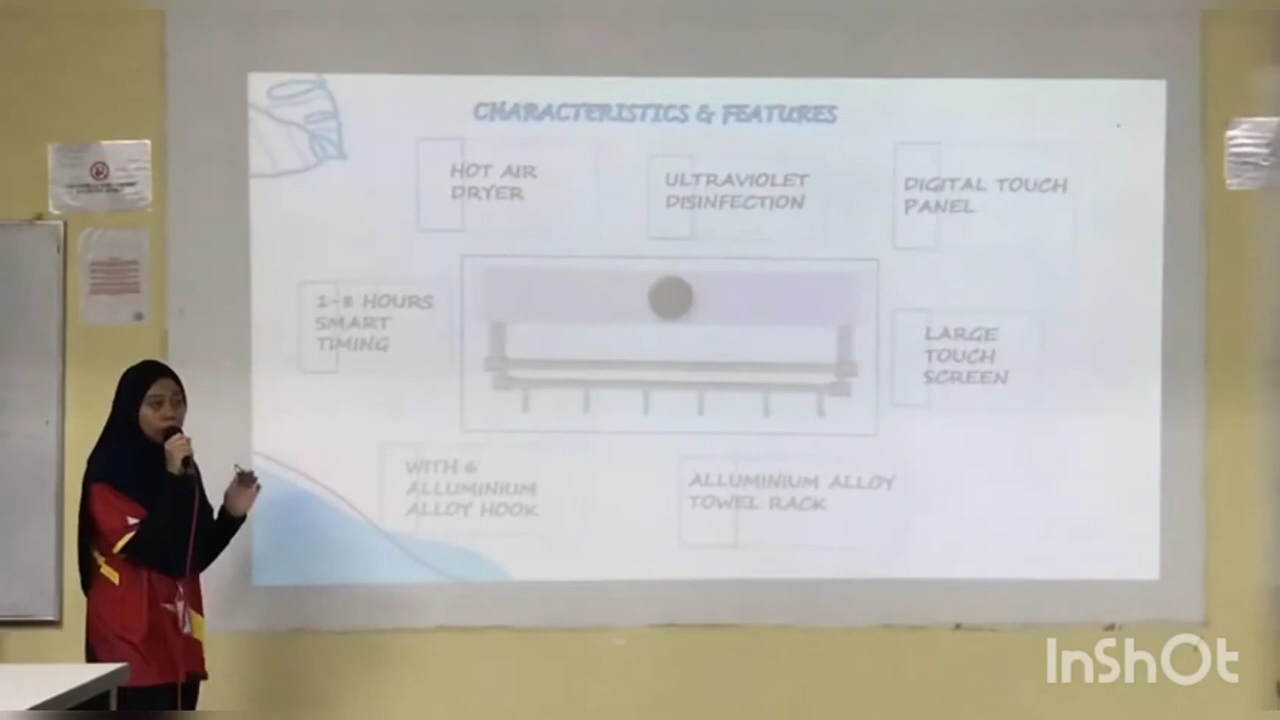 CHARACTERISTICS & FEATURES
HOT AIR
DRYER
ULTRAVIOLET
DISINFECTION
DIGITAL TOUCH
PANEL
1-8 HOURS
SMART
TIMING
LARGE
TOUCH
SCREEN
WITH 6
ALLUMINIUM
ALLOY HOOK
ALLUMINIUM ALLOY
TOWEL RACK
InShOt